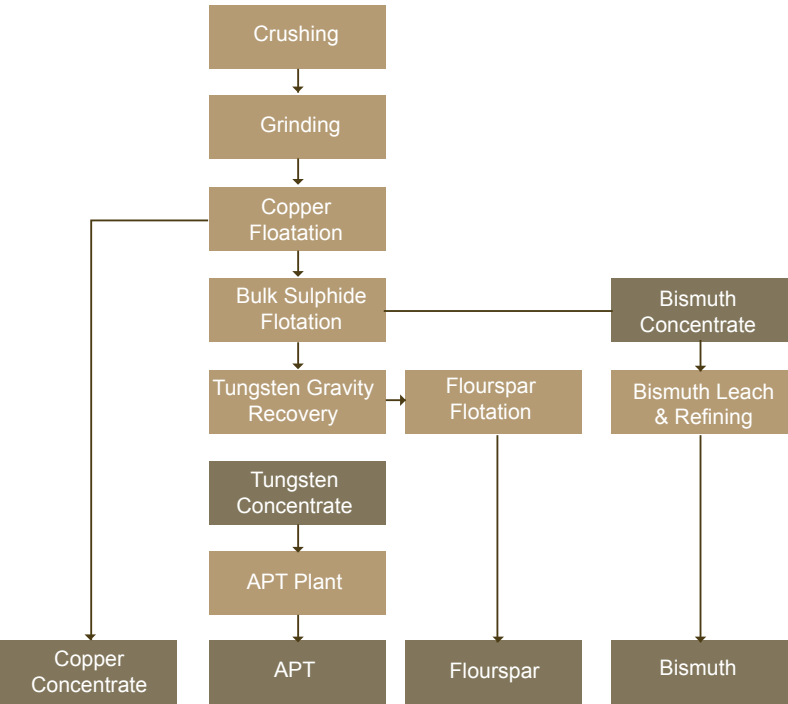 Crushing
Grinding
Copper
Floatation
Bulk Sulphide
Flotation
Bismuth
Concentrate
Tungsten Gravity
Recovery
Flourspar
Flotation
Bismuth Leach
& Refining
Tungsten
Concentrate
APT Plant
Copper
Concentrate
APT
Flourspar
Bismuth